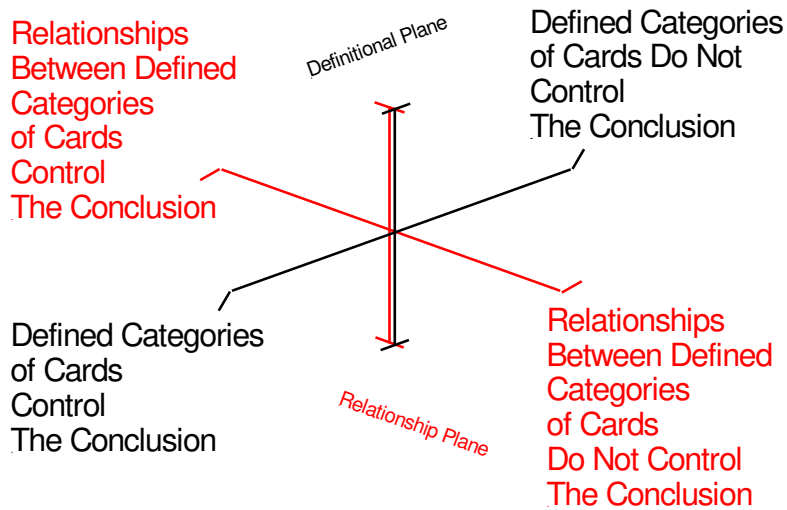 Relationships
Between Defined
Categories
of Cards
Control
The Conclusion
Definitional Plane
Defined Categories
of Cards Do Not
Control
The Conclusion
Defined Categories
of Cards
Control
The Conclusion
Relationship Plane
Relationships
Between Defined
Categories
of Cards
Do Not Control
The Conclusion